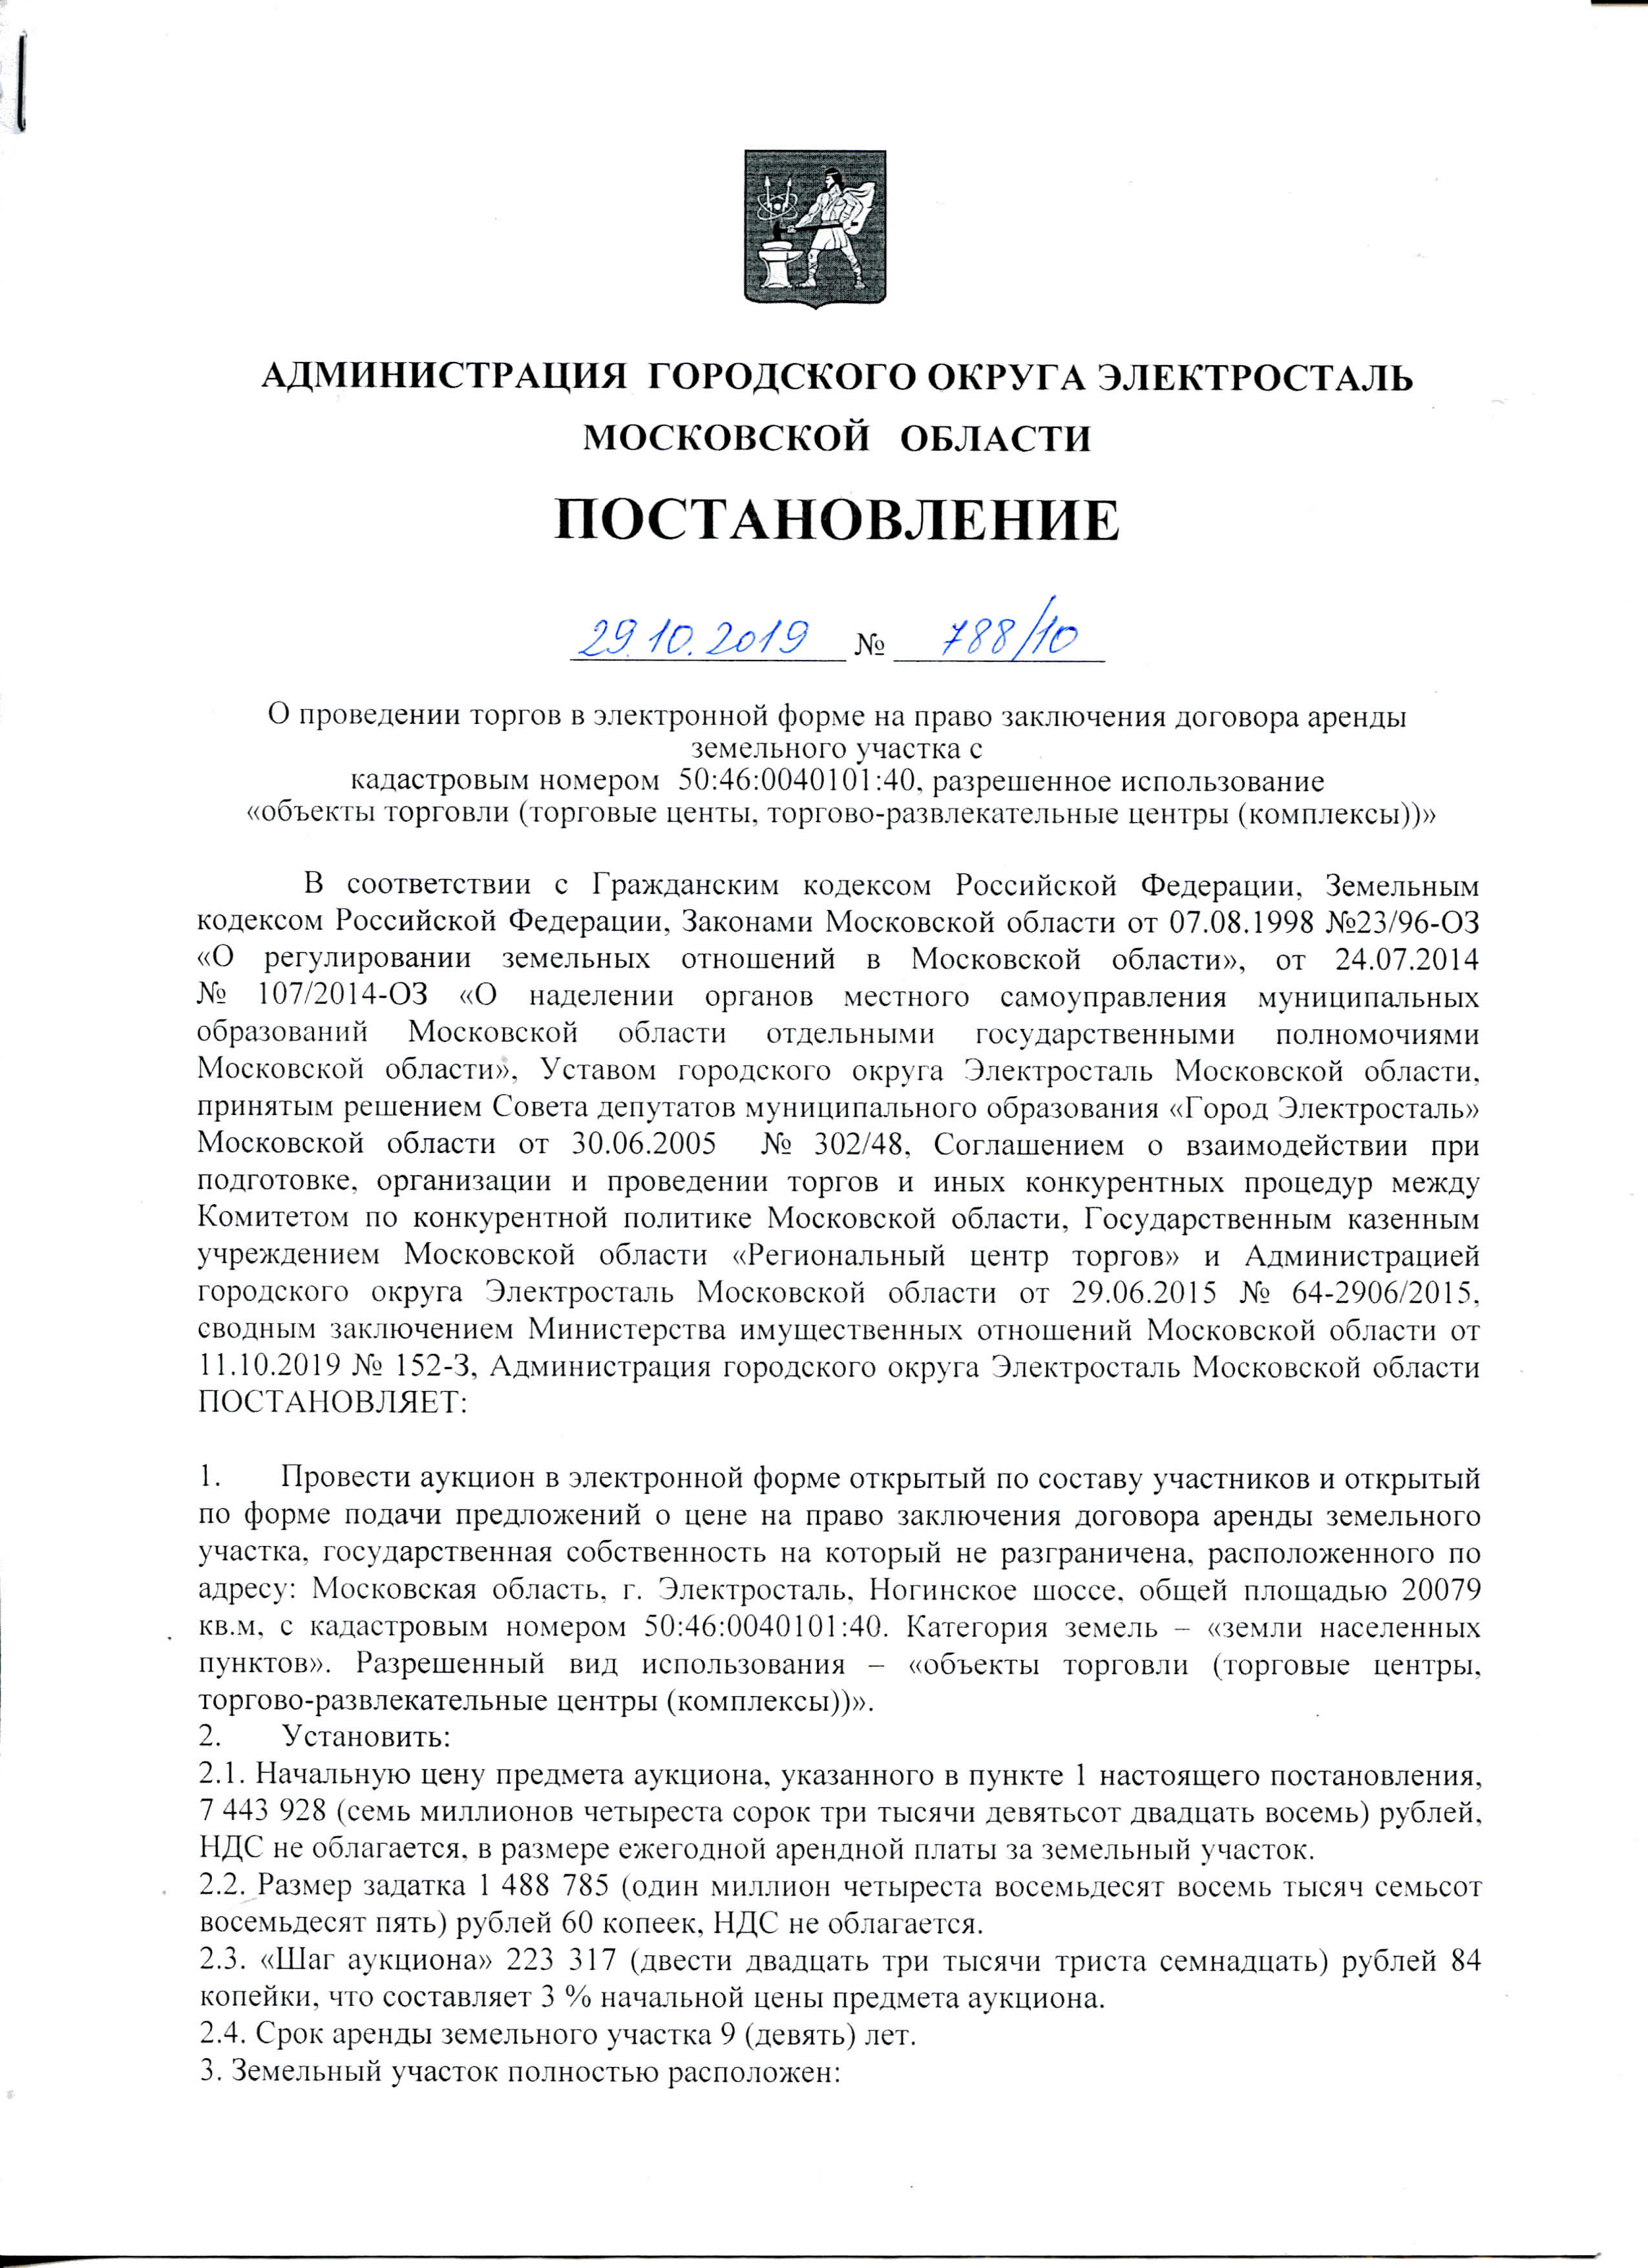 АДМИНИСТРАЦИЯ ГОРОДСКОГО ОКРУГА ЭЛЕКТРОСТАЛЬ
МОСКОВСКОЙ ОБЛАСТИ
ПОСТАНОВЛЕНИЕ
29.10.2019 № 788/10
О проведении торгов в электронной форме на право заключения договора аренды
земельного участка с
кадастровым номером 50:46:0040101:40, разрешенное использование
«объекты торговли (торговые центы, торгово-развлекательные центры (комплексы))»
В соответствии с Гражданским кодексом Российской Федерации, Земельным
кодексом Российской Федерации, Законами Московской области от 07.08.1998 №23/96-ОЗ
«О регулировании земельных отношений в Московской области», от 24.07.2014
№ 107/2014-ОЗ «О наделении органов местного самоуправления муниципальных
образований Московской области отдельными государственными полномочиями
Московской области», Уставом городского округа Электросталь Московской области,
принятым решением Совета депутатов муниципального образования «Город Электросталь»
Московской области от 30.06.2005 № 302/48, Соглашением о взаимодействии при
подготовке, организации и проведении торгов и иных конкурентных процедур между
Комитетом по конкурентной политике Московской области, Государственным казенным
учреждением Московской области «Региональный центр торгов» и Администрацией
городского округа Электросталь Московской области от 29.06.2015 № 64-2906/2015,
сводным заключением Министерства имущественных отношений Московской области от
11.10.2019 № 152-З, Администрация городского округа Электросталь Московской области
ПОСТАНОВЛЯЕТ:
1. Провести аукцион в электронной форме открытый по составу участников и открытый
по форме подачи предложений о цене на право заключения договора аренды земельного
участка, государственная собственность на который не разграничена, расположенного по
адресу: Московская область, г. Электросталь, Ногинское шоссе, общей площадью 20079
кв.м, с кадастровым номером 50:46:0040101:40. Категория земель – «земли населенных
пунктов». Разрешенный вид использования – «объекты торговли (торговые центры,
торгово-развлекательные центры (комплексы))».
2. Установить:
2.1. Начальную цену предмета аукциона, указанного в пункте 1 настоящего постановления,
7 443 928 (семь миллионов четыреста сорок три тысячи девятьсот двадцать восемь) рублей,
НДС не облагается, в размере ежегодной арендной платы за земельный участок.
2.2. Размер задатка 1 488 785 (один миллион четыреста восемьдесят восемь тысяч семьсот
восемьдесят пять) рублей 60 копеек, НДС не облагается.
2.3. «Шаг аукциона» 223 317 (двести двадцать три тысячи триста семнадцать) рублей 84
копейки, что составляет 3 % начальной цены предмета аукциона.
2.4. Срок аренды земельного участка 9 (девять) лет.
3. Земельный участок полностью расположен: